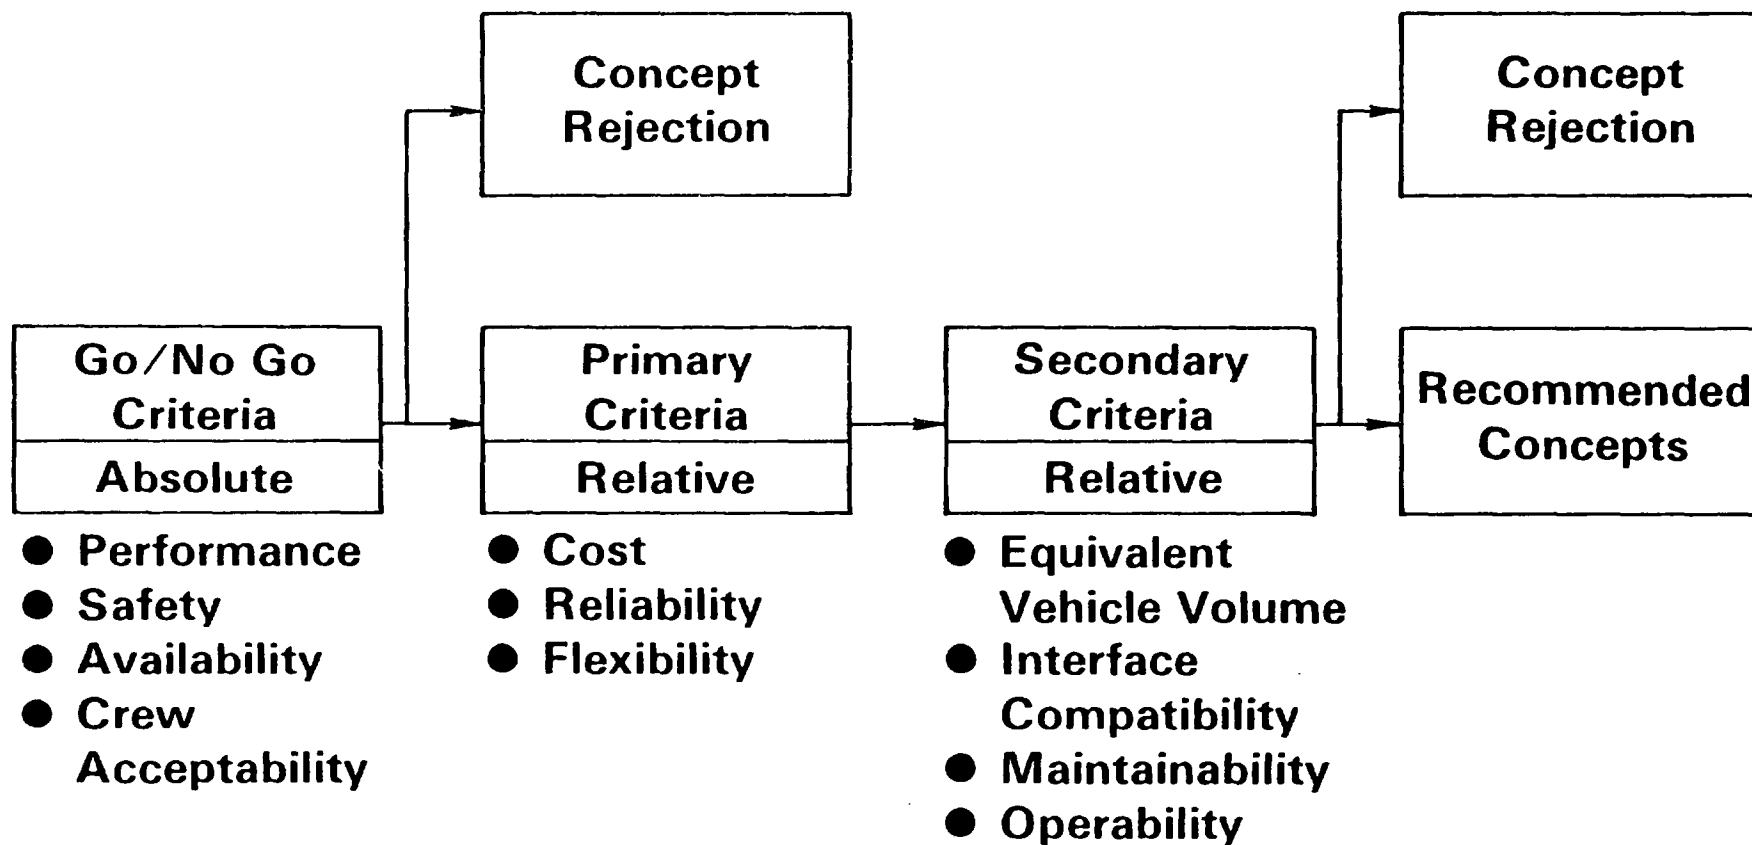 Concept
Rejection
Concept
Rejection
Go/No Go
Criteria
Absolute
Primary
Criteria
Relative
Secondary
Criteria
Relative
Recommended
Concepts
● Performance
● Safety
● Availability
● Crew
Acceptability
● Cost
● Reliability
● Flexibility
● Equivalent
Vehicle Volume
● Interface
Compatibility
● Maintainability
● Operability